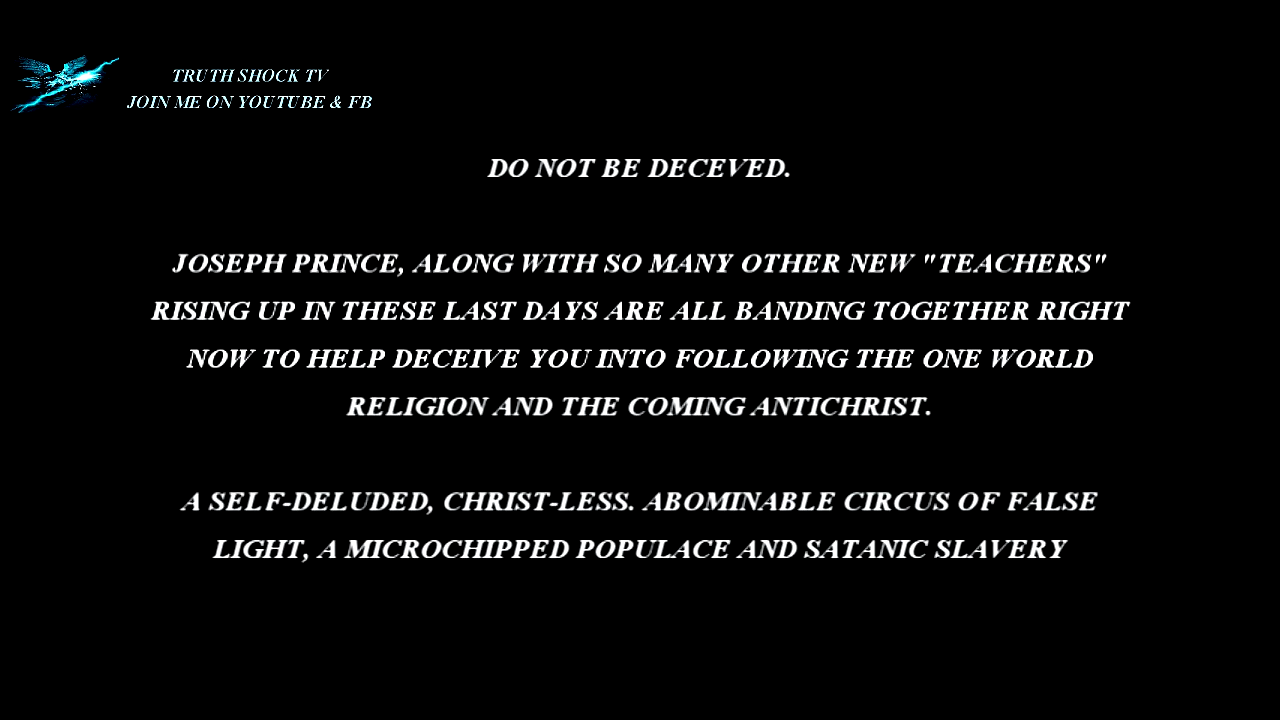 TRUTH SHOCK TV
JOIN ME ON YOUTUBE & FB
DO NOT BE DECEVED.
JOSEPH PRINCE, ALONG WITH SO MANY OTHER NEW "TEACHERS"
RISING UP IN THESE LAST DAYS ARE ALL BANDING TOGETHER RIGHT
NOW TO HELP DECEIVE YOU INTO FOLLOWING THE ONE WORLD
RELIGION AND THE COMING ANTICHRIST.
A SELF-DELUDED, CHRIST-LESS. ABOMINABLE CIRCUS OF FALSE
LIGHT, A MICROCHIPPED POPULACE AND SATANIC SLAVERY